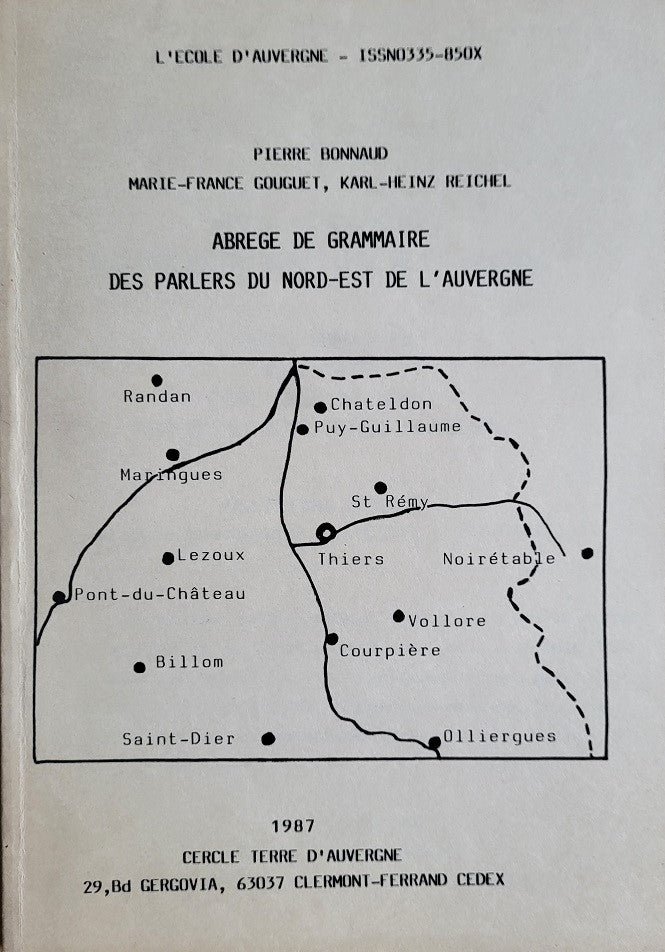 L'ECOLE D'AUVERGNE - ISSN0335-850X
PIERRE BONNAUD
MARIE-FRANCE GOUGUET, KARL-HEINZ REICHEL
ABREGE DE GRAMMAIRE
DES PARLERS DU NORD-EST DE L'AUVERGNE
Randan
Chateldon
Puy-Guillaume
Maringues
St Rémy
Lezoux
Thiers
Noirétable
Pont-du-Château
Vollore
Courpière
Billom
Saint-Dier
Olliergues
1987
CERCLE TERRE D'AUVERGNE
29,Bd GERGOVIA, 63037 CLERMONT-FERRAND CEDEX